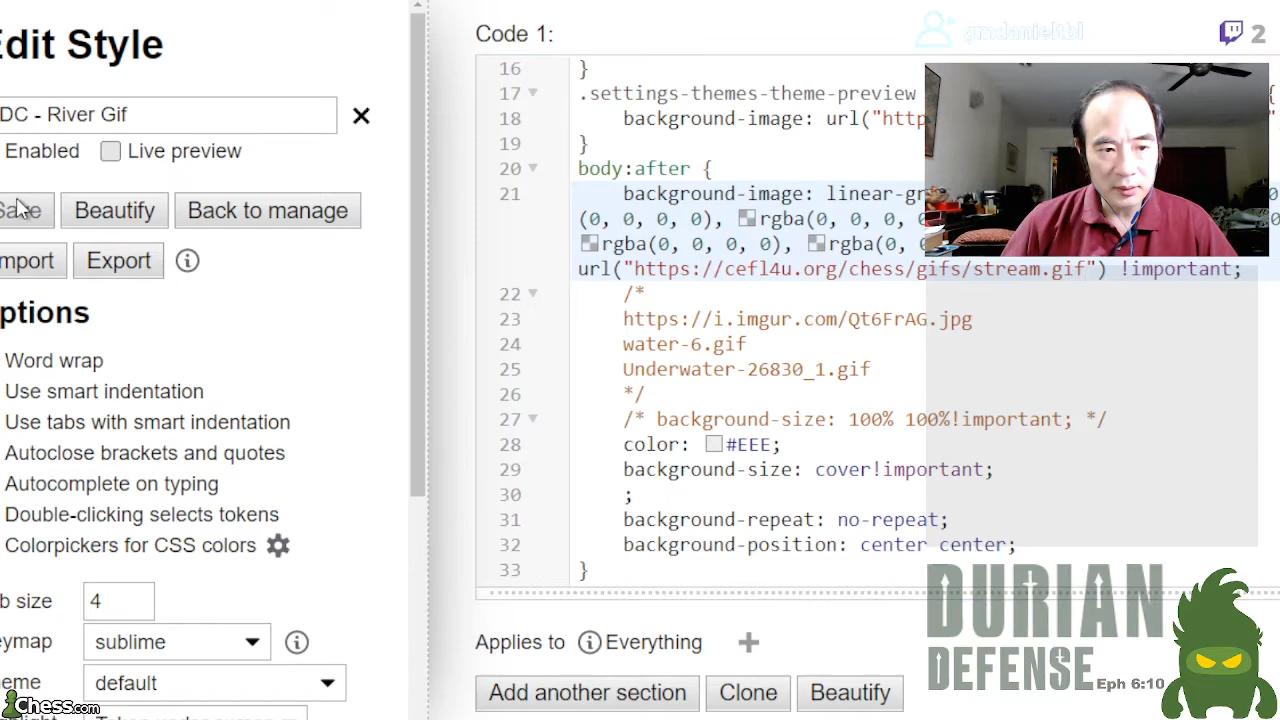 Edit Style
DC - River Gif
Enabled
Live preview
Save
Beautify
Back to manage
Import
Export
Options
Word wrap
Use smart indentation
Use tabs with smart indentation
Autoclose brackets and quotes
Autocomplete on typing
Double-clicking selects tokens
Colorpickers for CSS colors
b size
4
eymap
sublime
eme
default
Chess.com
Code 1:
16 }
17 .settings-themes-theme-preview {
18 background-image: url("http
19 }
20 body:after {
21 background-image: linear-gr 0
(0, 0, 0, 0), rgba(0, 0, 0,
rgba(0, 0, 0, 0), rgba(0, 0,
url("https://cefl4u.org/chess/gifs/stream.gif") !important;
22 /*
23 https://i.imgur.com/Qt6FrAG.jpg
24 water-6.gif
25 Underwater-26830_1.gif
26 */
27 /* background-size: 100% 100%!important; */
28 color: #EEE;
29 background-size: cover!important;
30 ;
31 background-repeat: no-repeat;
32 background-position: center center;
33 }
Applies to Everything
Add another section
Clone
Beautify
gmdanieltbl
2
DURIAN
DEFENSE
Eph 6:10